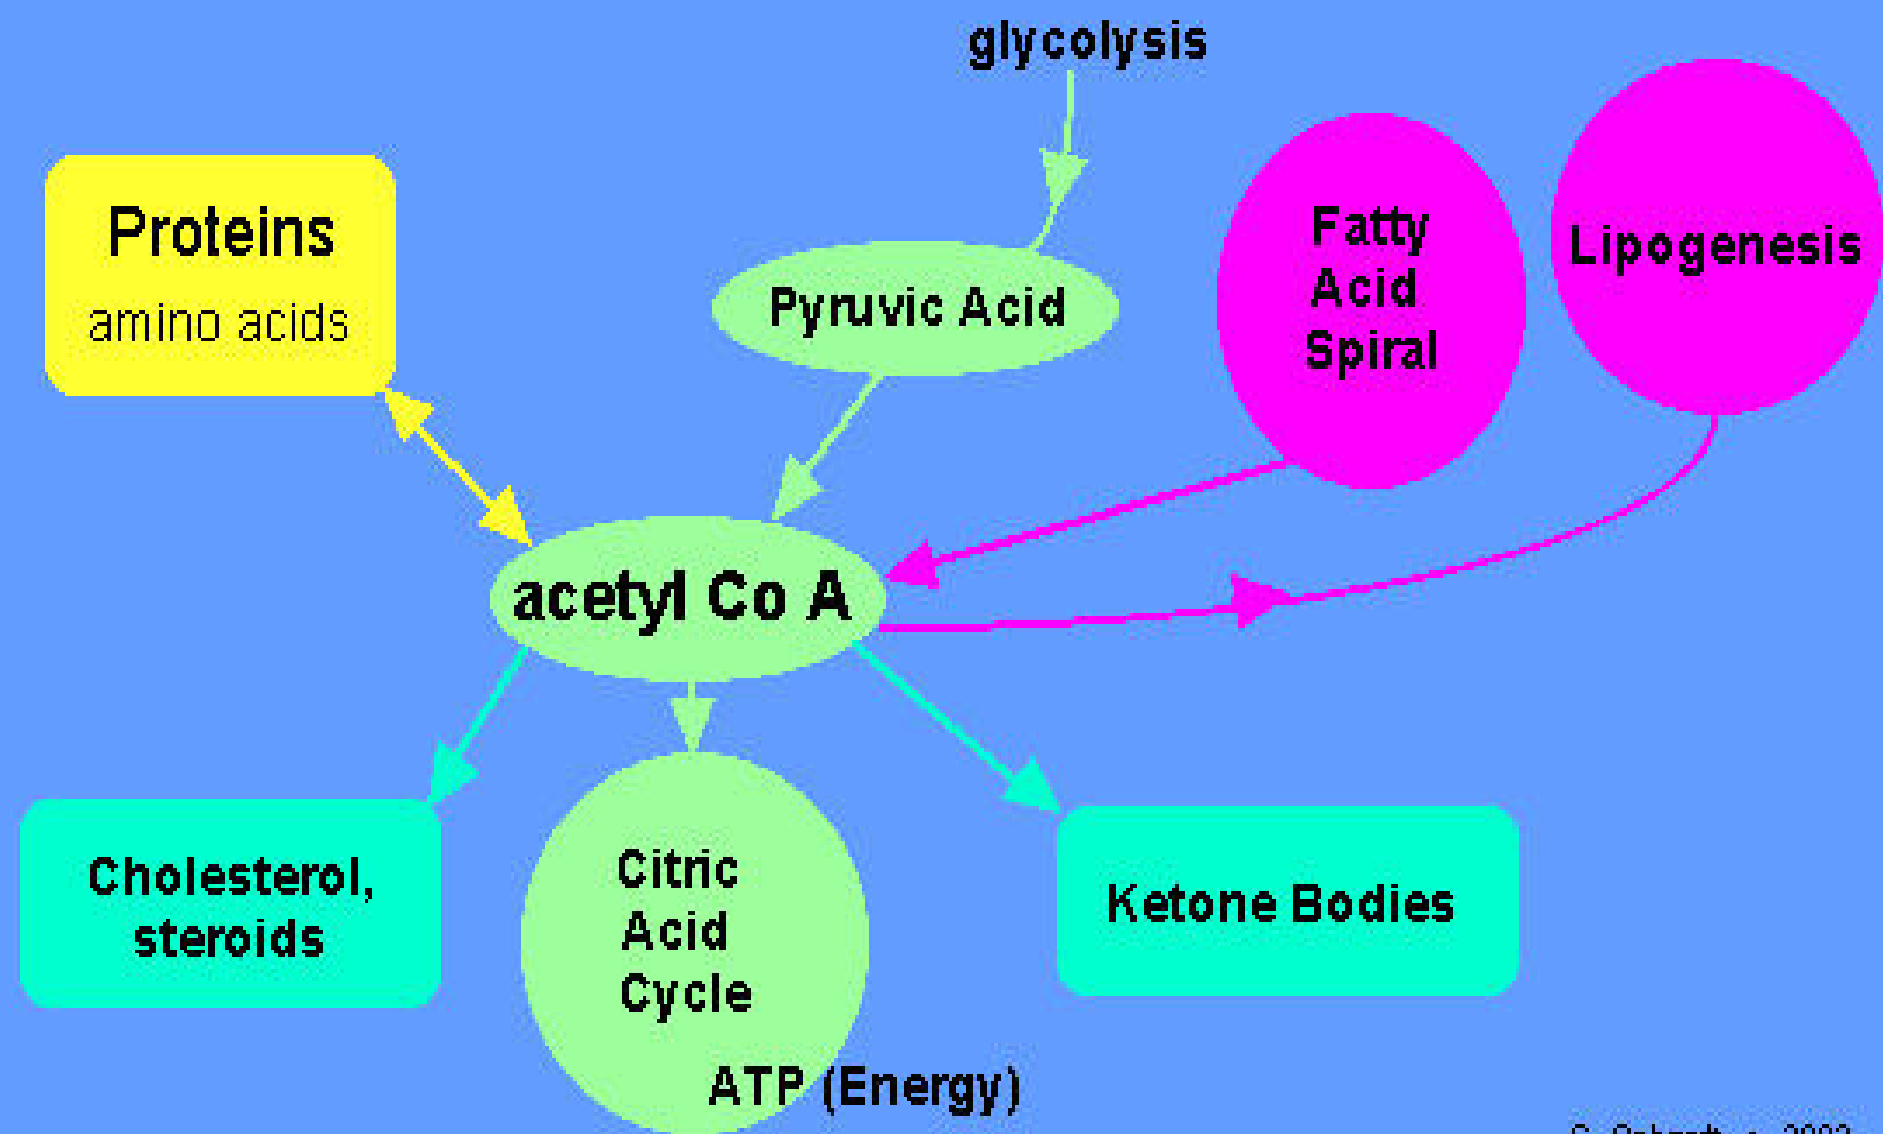 glycolysis
Proteins
amino acids
Pyruvic Acid
Fatty
Acid
Spiral
Lipogenesis
acetyl Co A
Cholesterol,
steroids
Citric
Acid
Cycle
Ketone Bodies
ATP (Energy)